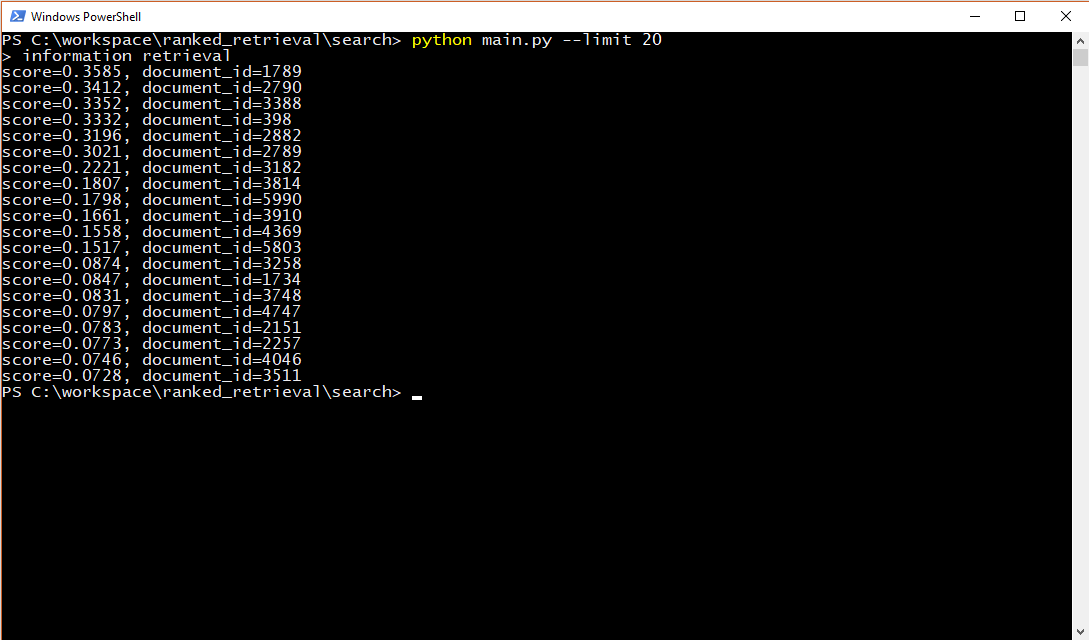 Windows PowerShell
PS C:\workspace\ranked_retrieval\search> python main.py --limit 20
> information retrieval
score=0.3585, document_id=1789
score=0.3412, document_id=2790
score=0.3352, document_id=3388
score=0.3332, document_id=398
score=0.3196, document_id=2882
score=0.3021, document_id=2789
score=0.2221, document_id=3182
score=0.1807, document_id=3814
score=0.1798, document_id=5990
score=0.1661, document_id=3910
score=0.1558, document_id=4369
score=0.1517, document_id=5803
score=0.0874, document_id=3258
score=0.0847, document_id=1734
score=0.0831, document_id=3748
score=0.0797, document_id=4747
score=0.0783, document_id=2151
score=0.0773, document_id=2257
score=0.0746, document_id=4046
score=0.0728, document_id=3511
PS C:\workspace\ranked_retrieval\search>